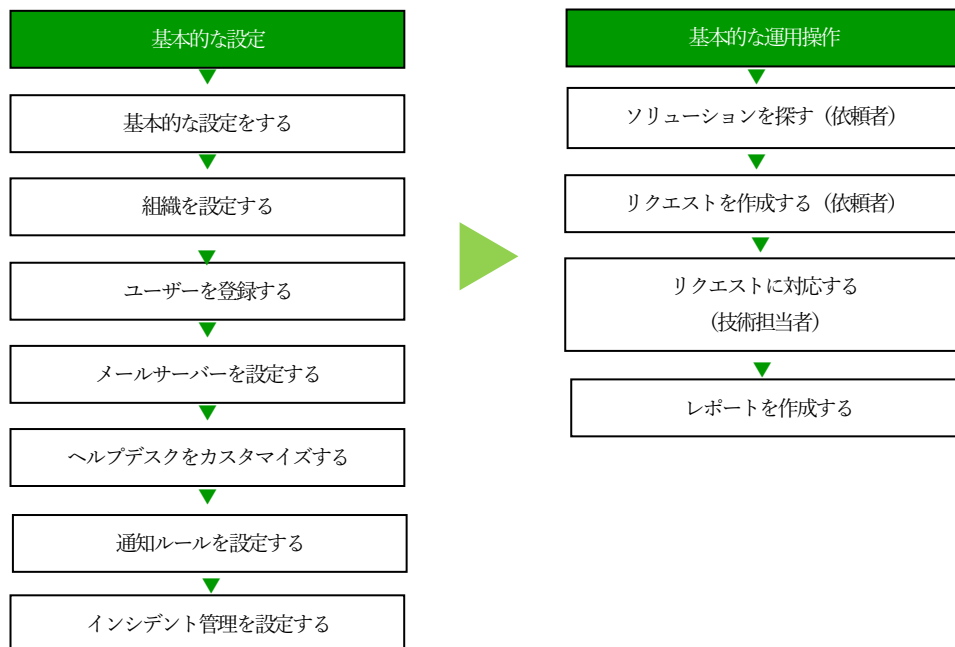 基本的な設定
基本的な設定をする
組織を設定する
ユーザーを登録する
メールサーバーを設定する
ヘルプデスクをカスタマイズする
通知ルールを設定する
インシデント管理を設定する
基本的な運用操作
ソリューションを探す（依頼者）
リクエストを作成する（依頼者）
リクエストに対応する
（技術担当者）
レポートを作成する